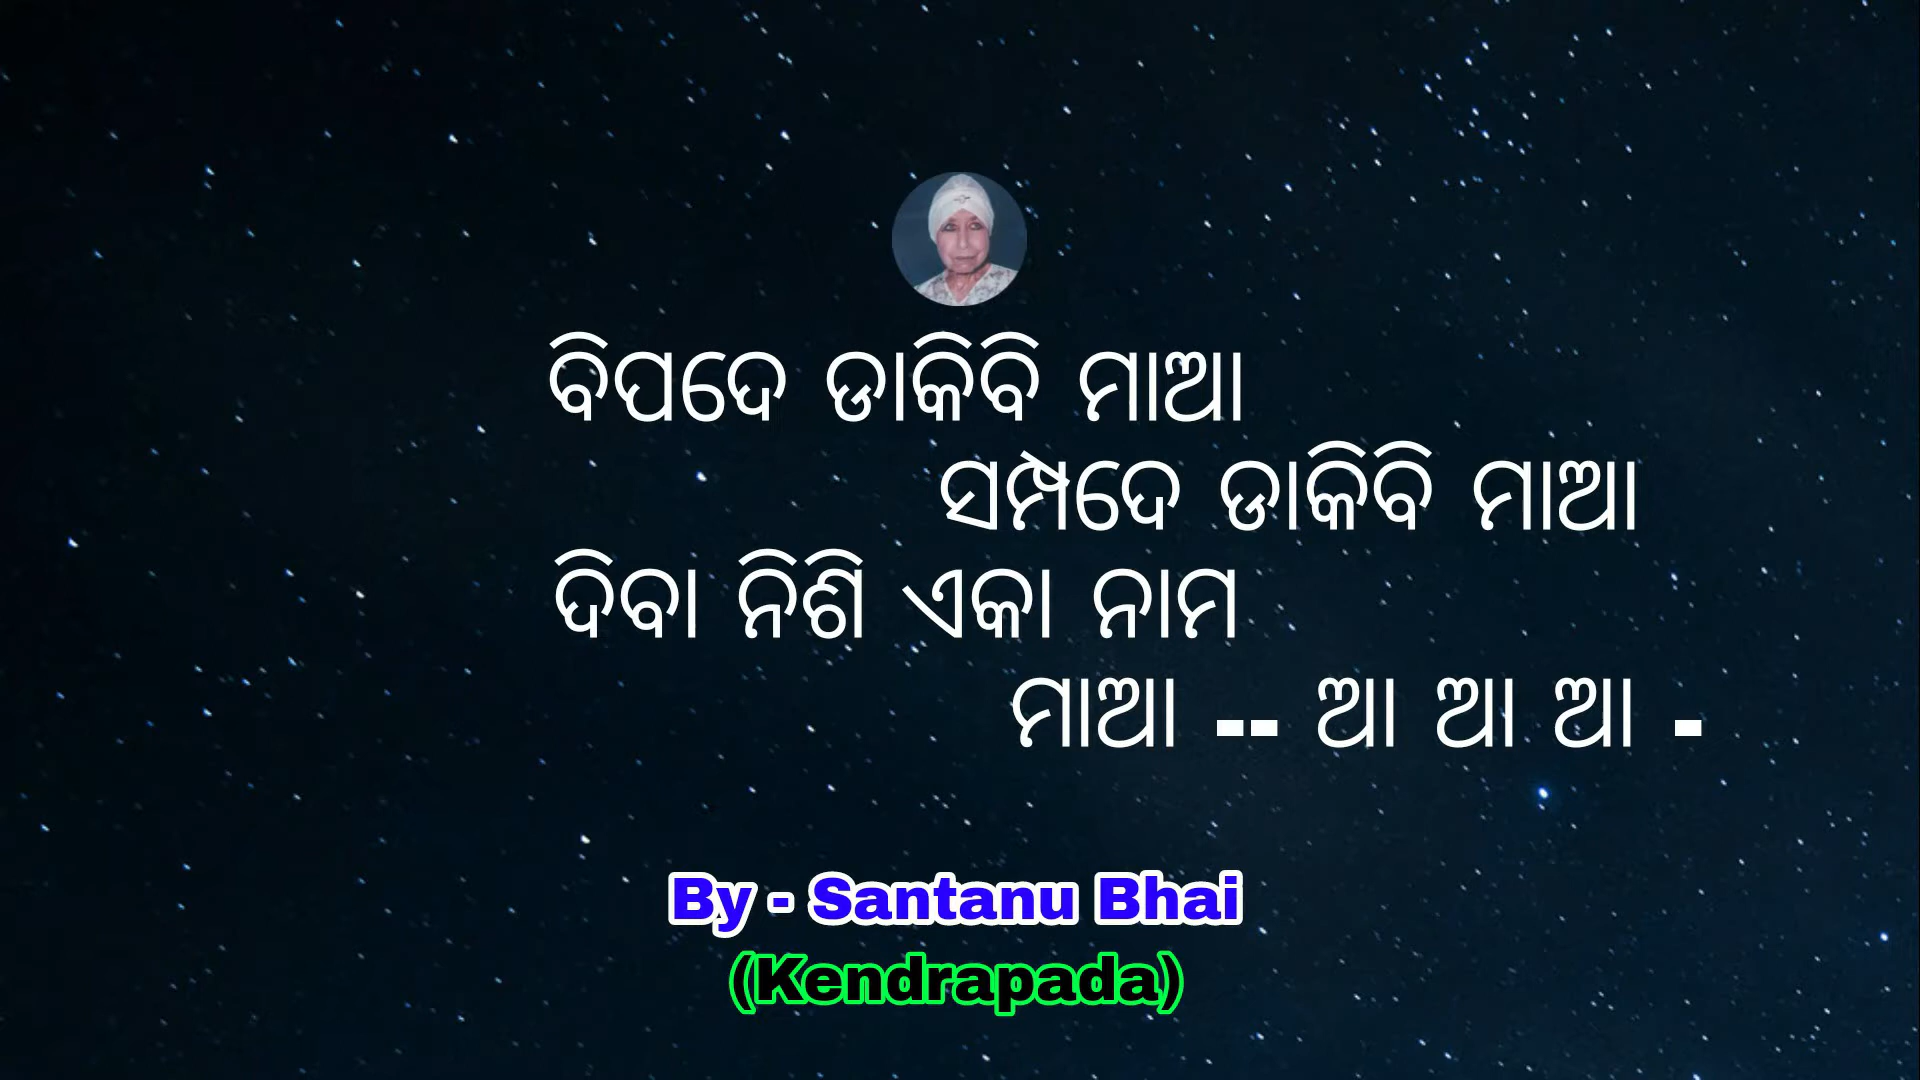 ବିପଦେ ଡାକିବି ମାଆ
ସମ୍ପଦେ ଡାକିବି ମାଆ
ଦିବା ନିଶି ଏକା ନାମ
ମାଆ -- ଆ ଆ ଆ -
By - Santanu Bhai
(Kendrapada)